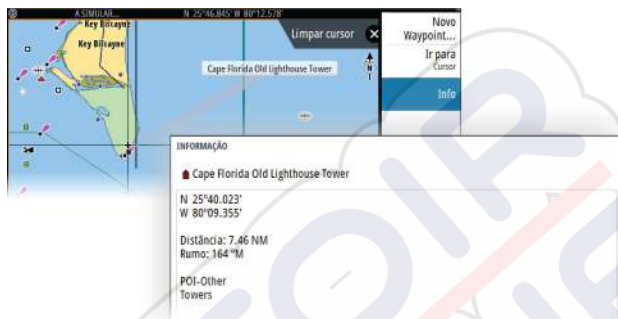 A SIMULAR...
N 25°46.845' W 80°12.578'
Key Biscayne
Key Biscayne
Limpar cursor
Cape Florida Old Lighthouse Tower
N
Novo
Waypoint...
Ir para
Cursor
Info
INFORMAÇÃO
Cape Florida Old Lighthouse Tower
N 25°40.023'
W 80°09.355'
Distância: 7.46 NM
Rumo: 164 °M
POI-Other
Towers